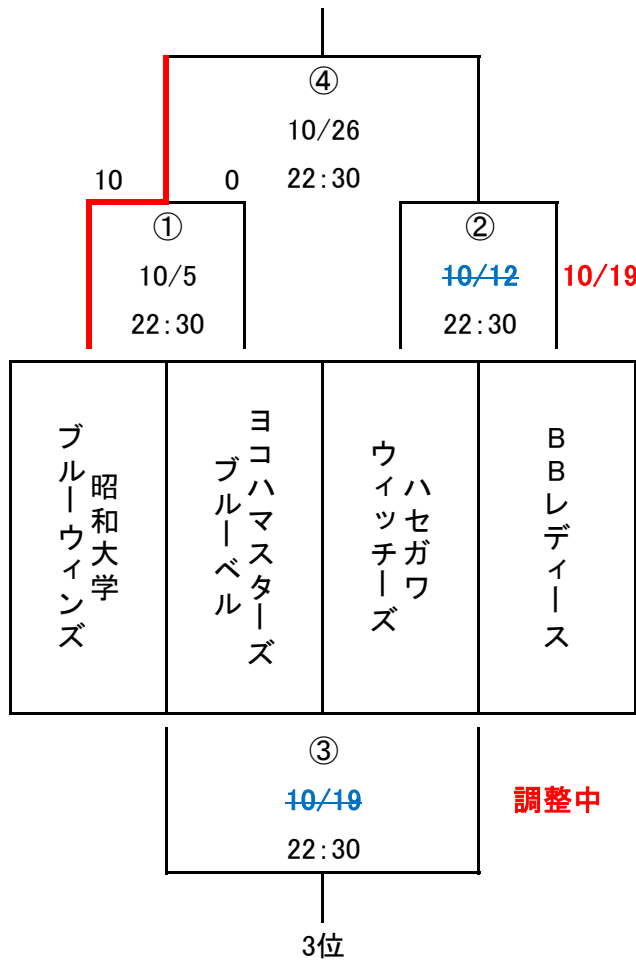 ④
10/26
22:30
10
0
①
10/5
22:30
②
10/12
10/19
22:30
昭和大学
ブルーウィンズ
ヨコハマスターズ
ブルーベル
ハセガワ
ウィッチーズ
BBレディース
③
10/19
調整中
22:30
3位